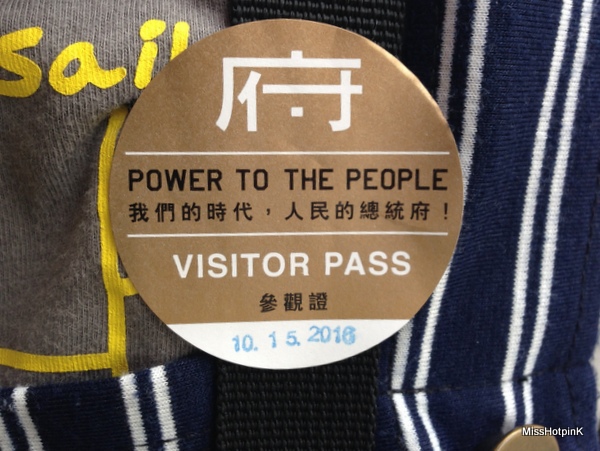 sail
府
POWER TO THE PEOPLE
我們的時代，人民的總統府！
VISITOR PASS
參觀證
10. 15. 2016
MissHotpinK